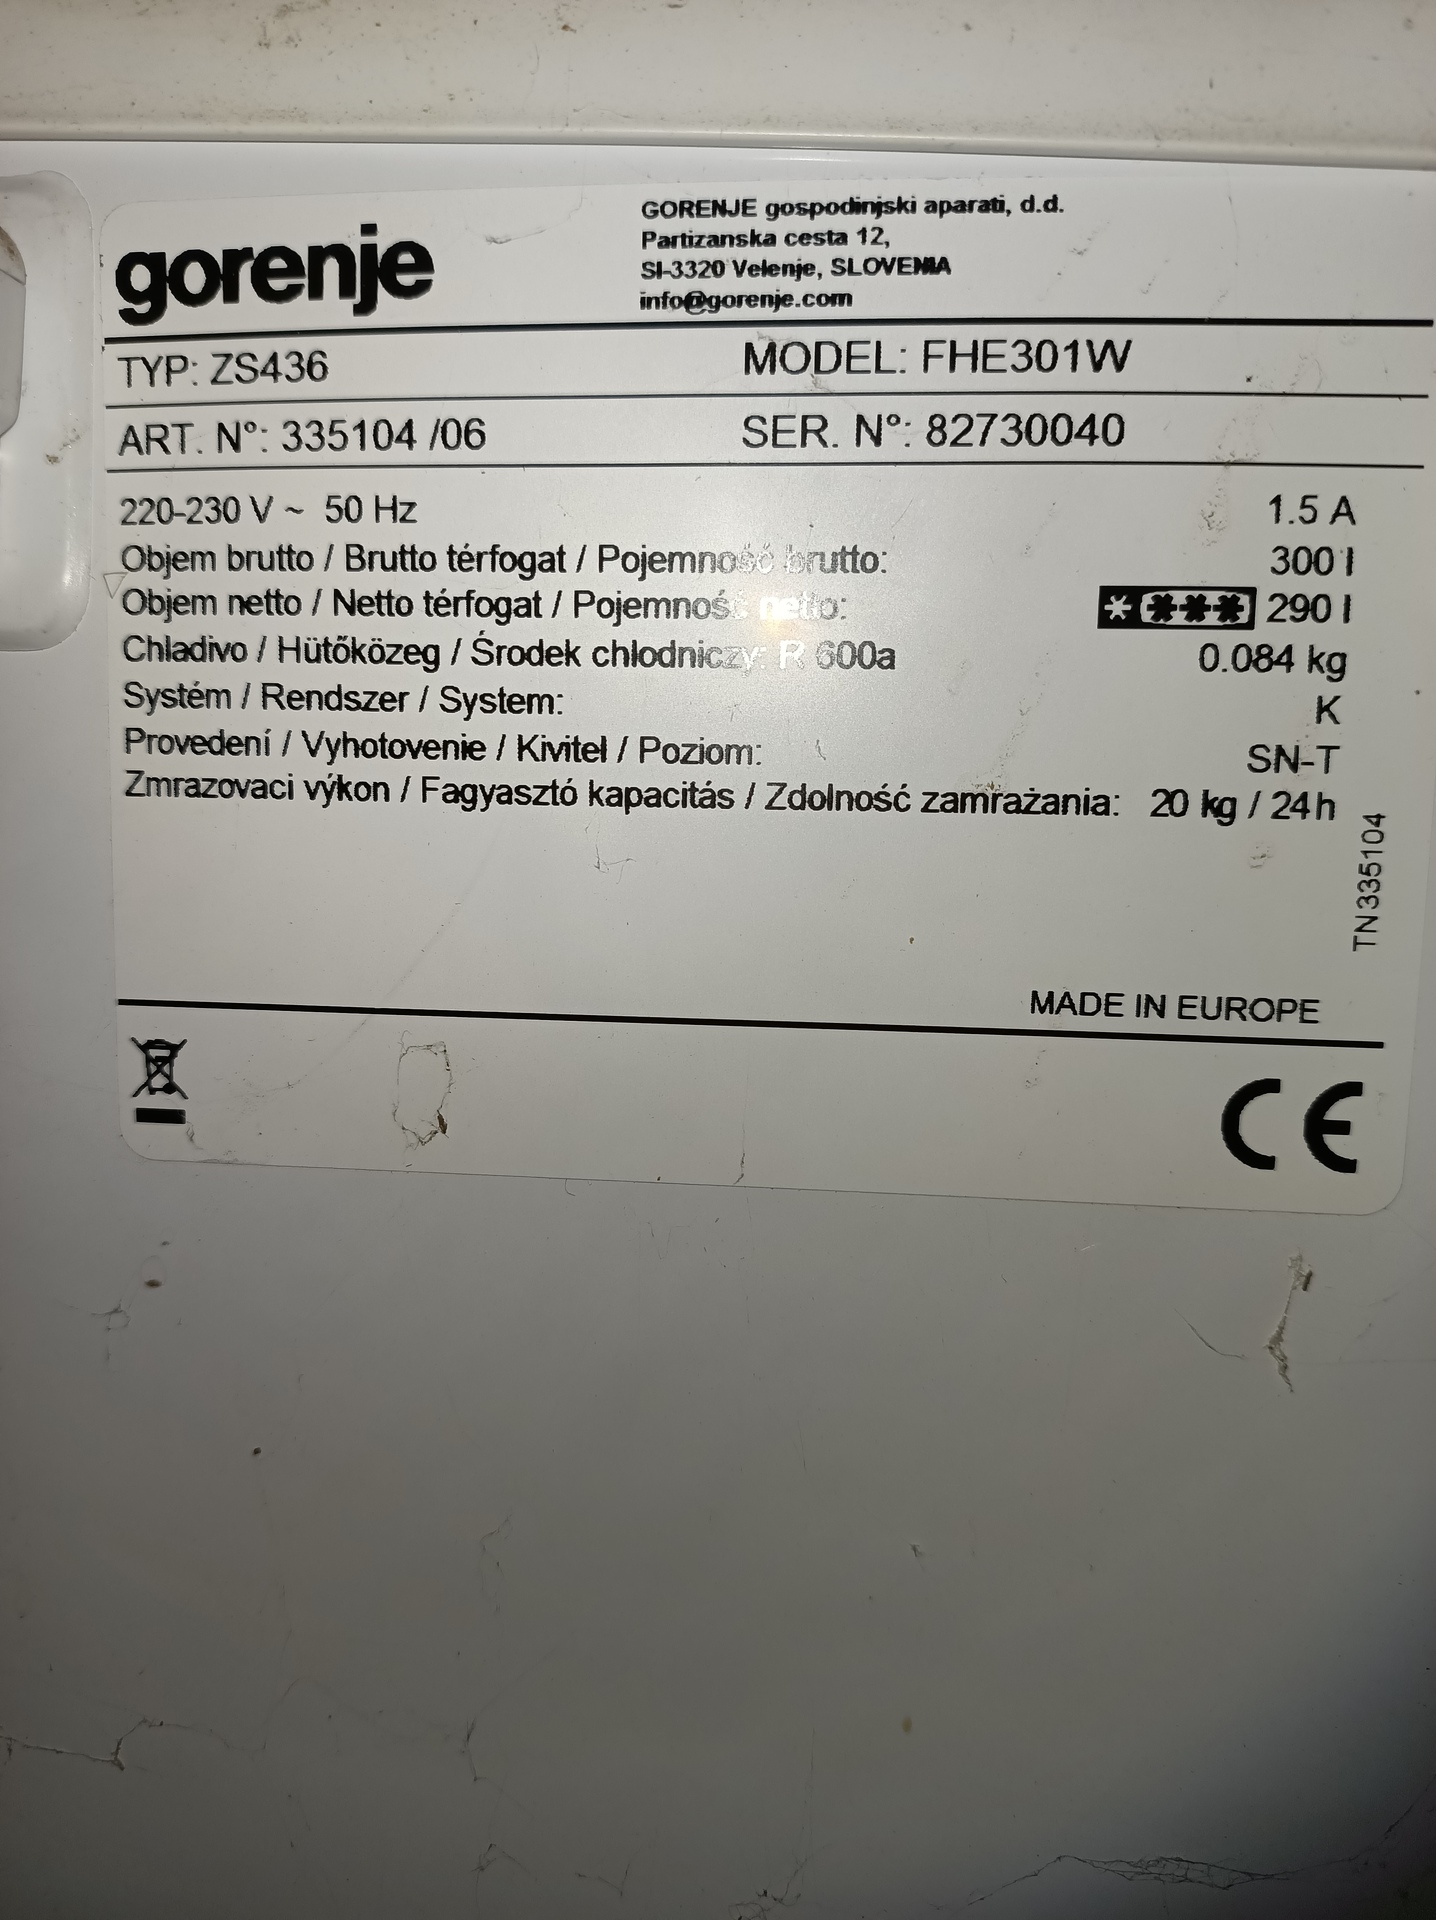 gorenje
GORENJE gospodinjski aparati, d.d.
Partizanska cesta 12,
SI-3320 Velenje, SLOVENIA
info@gorenje.com
TYP: ZS436 MODEL: FHE301W
ART. N°: 335104 /06 SER. N°: 82730040
220-230 V ~ 50 Hz 1.5 A
Objem brutto / Brutto térfogat / Pojemność brutto: 300 l
Objem netto / Netto térfogat / Pojemność netto: 290 l
Chladivo / Hűtőközeg / Środek chlodniczy: R 600a 0.084 kg
Systém / Rendszer / System: K
Provedení / Vyhotovenie / Kivitel / Poziom: SN-T
Zmrazovaci výkon / Fagyasztó kapacitás / Zdolność zamrażania: 20 kg / 24h
TN335104
MADE IN EUROPE
CE